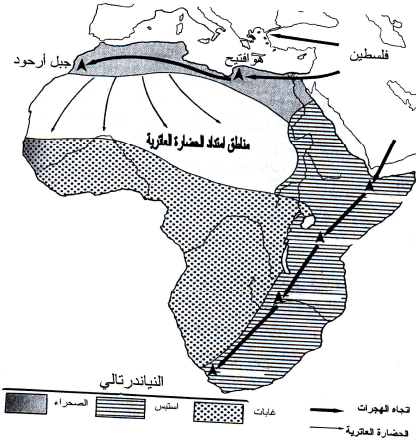 فلسطين
هوافتيح
جبل أرحود
مناطق امتداد الحضارة العاترية
النياندرتالي
اتجاه الهجرات
غابات
استبس
الصحراء
الحضارة العاترية